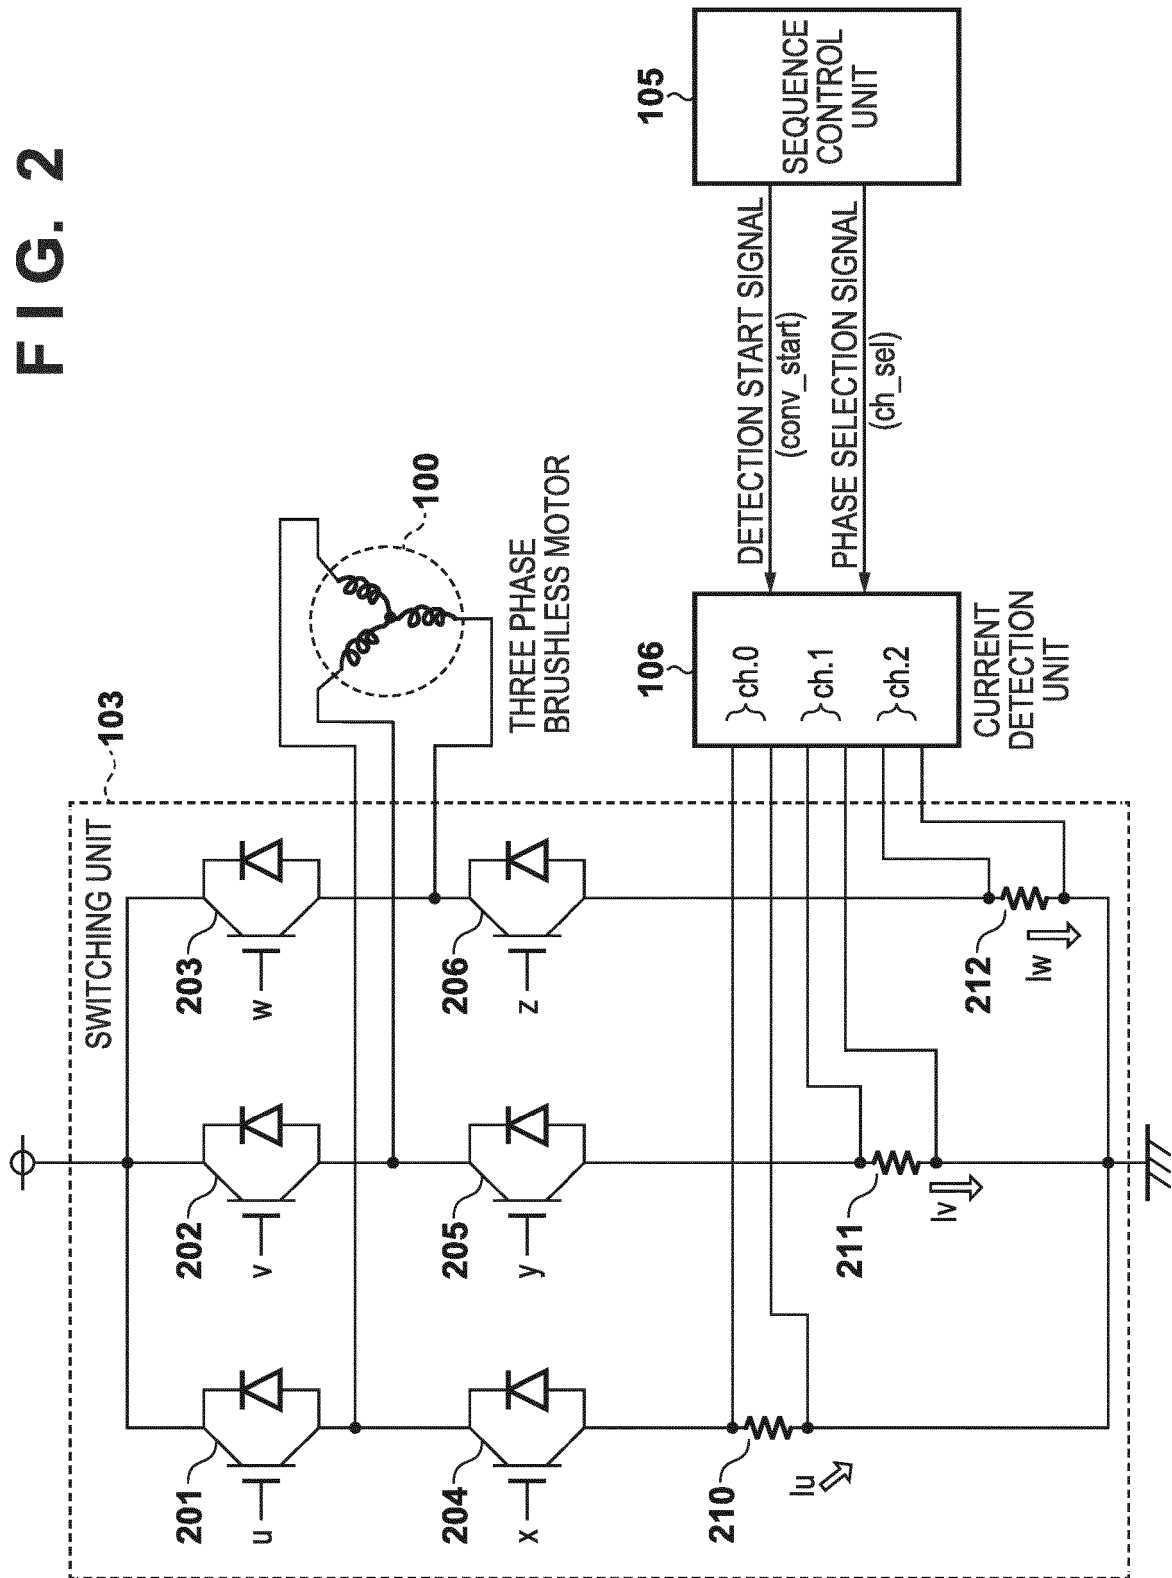 FIG. 2
SWITCHING UNIT
103
201
u
202
v
203
w
204
x
205
y
206
z
100
THREE PHASE
BRUSHLESS MOTOR
210
Iu
211
Iv
212
Iw
106
ch.0
ch.1
ch.2
CURRENT
DETECTION
UNIT
DETECTION START SIGNAL
(conv_start)
PHASE SELECTION SIGNAL
(ch_sel)
105
SEQUENCE
CONTROL
UNIT